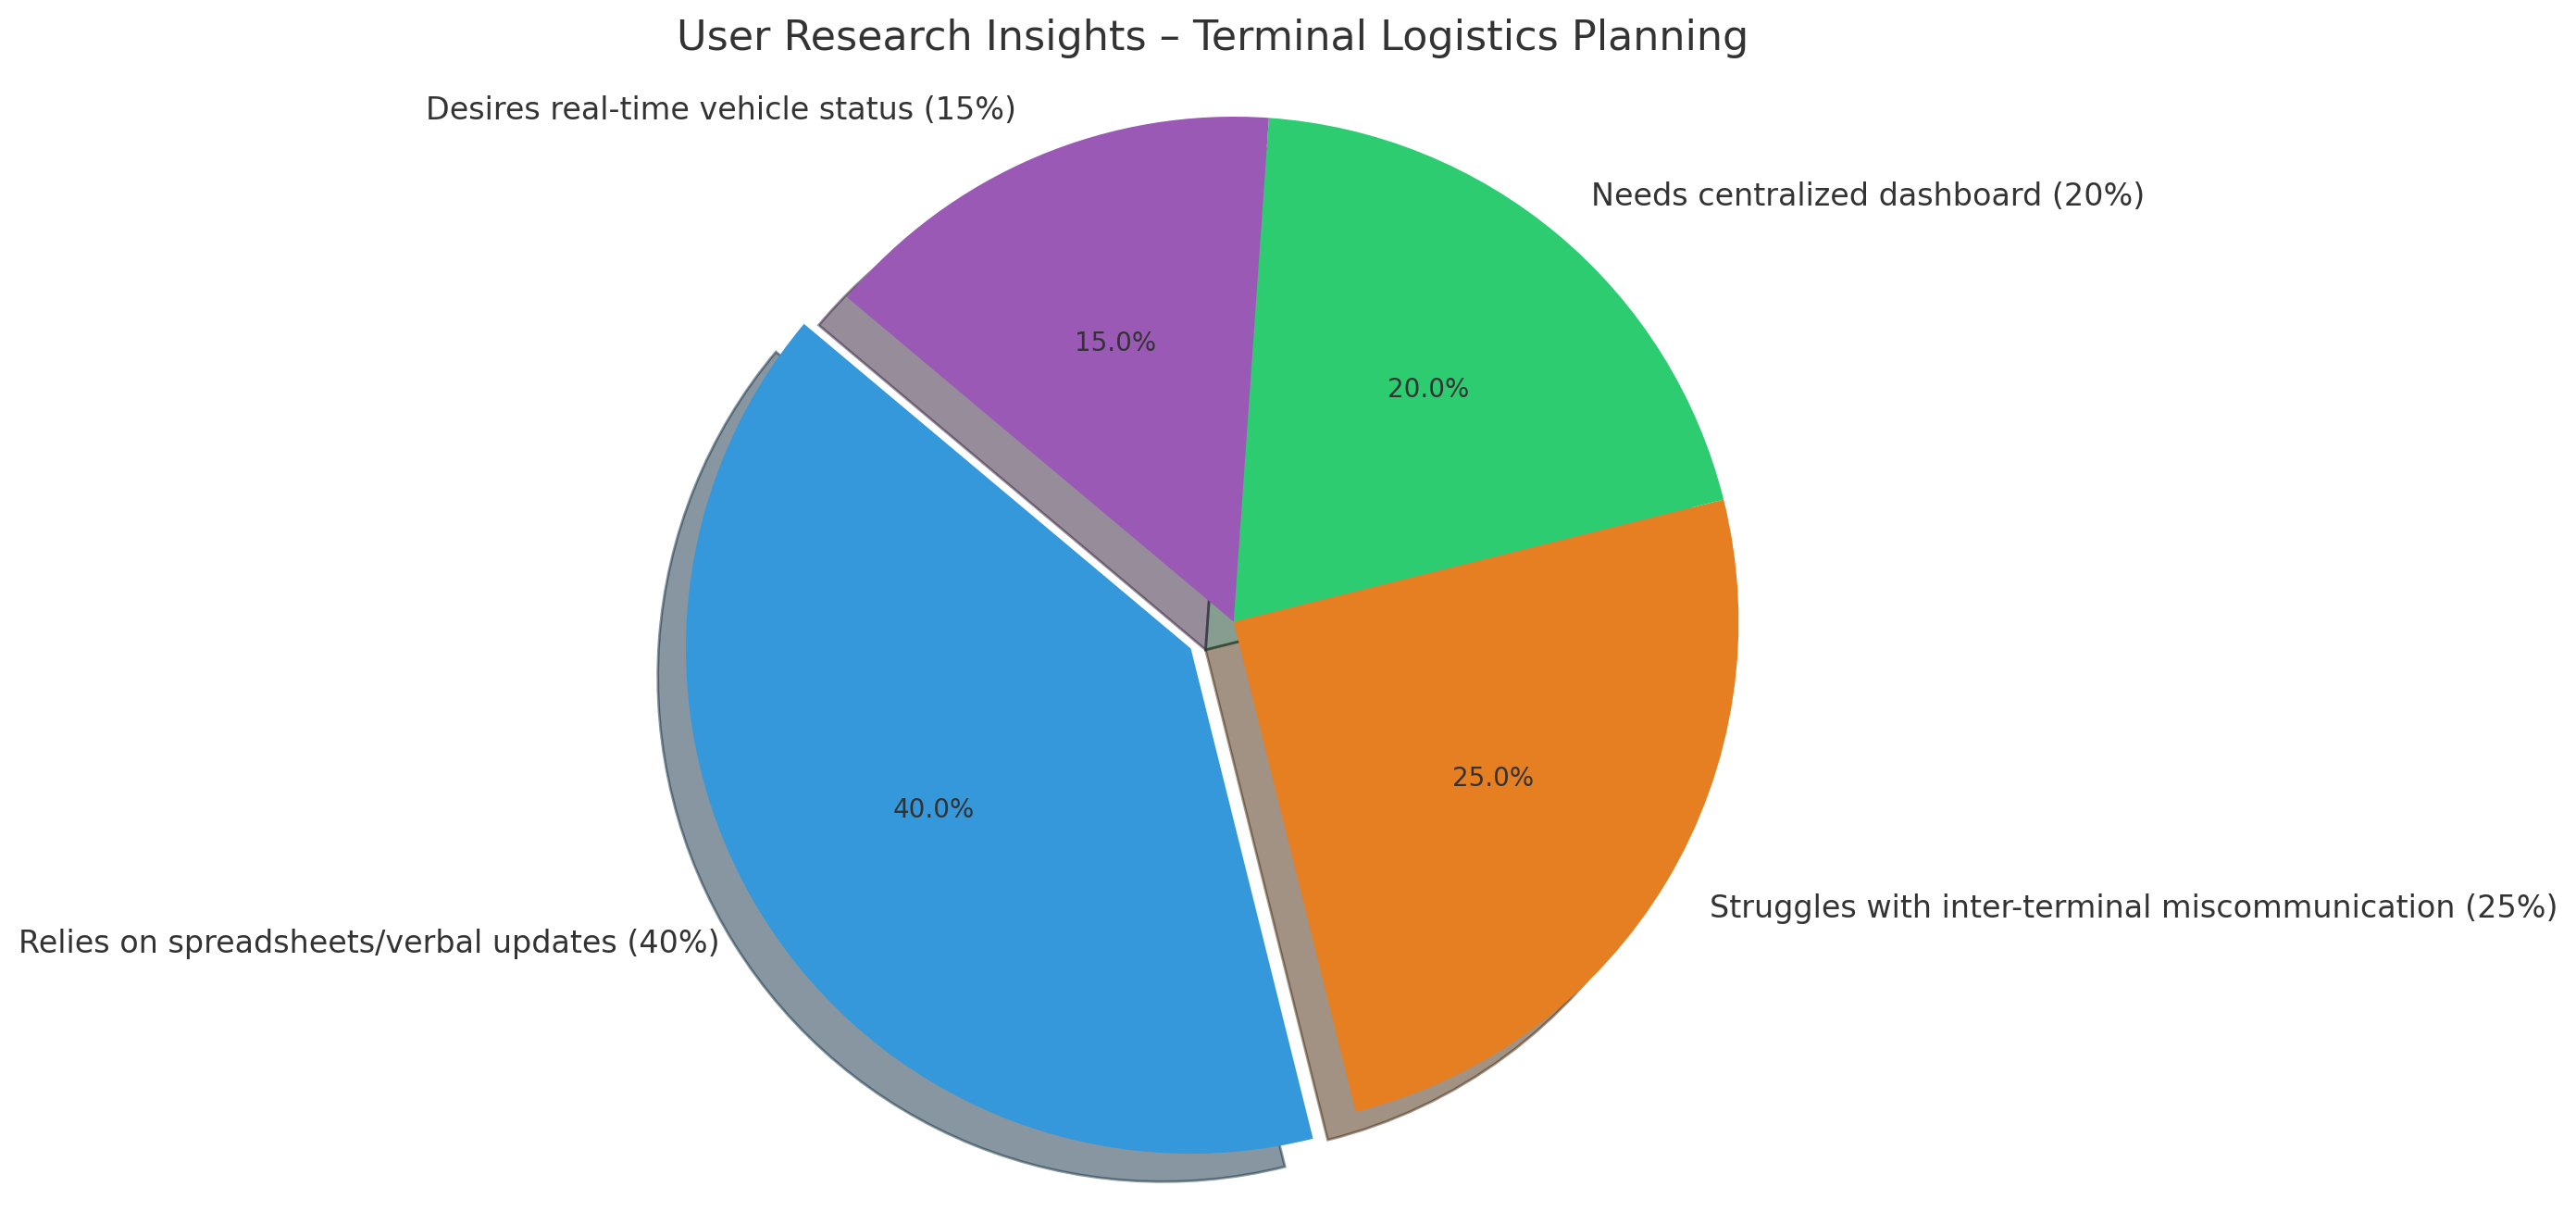 User Research Insights – Terminal Logistics Planning
Desires real-time vehicle status (15%)
Needs centralized dashboard (20%)
15.0%
20.0%
25.0%
40.0%
Struggles with inter-terminal miscommunication (25%)
Relies on spreadsheets/verbal updates (40%)